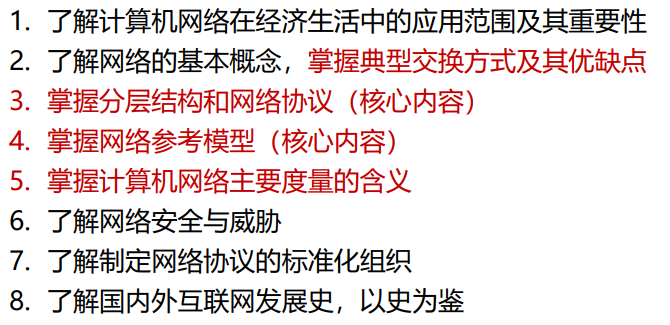 1. 了解计算机网络在经济生活中的应用范围及其重要性
2. 了解网络的基本概念，掌握典型交换方式及其优缺点
3. 掌握分层结构和网络协议（核心内容）
4. 掌握网络参考模型（核心内容）
5. 掌握计算机网络主要度量的含义
6. 了解网络安全与威胁
7. 了解制定网络协议的标准化组织
8. 了解国内外互联网发展史，以史为鉴